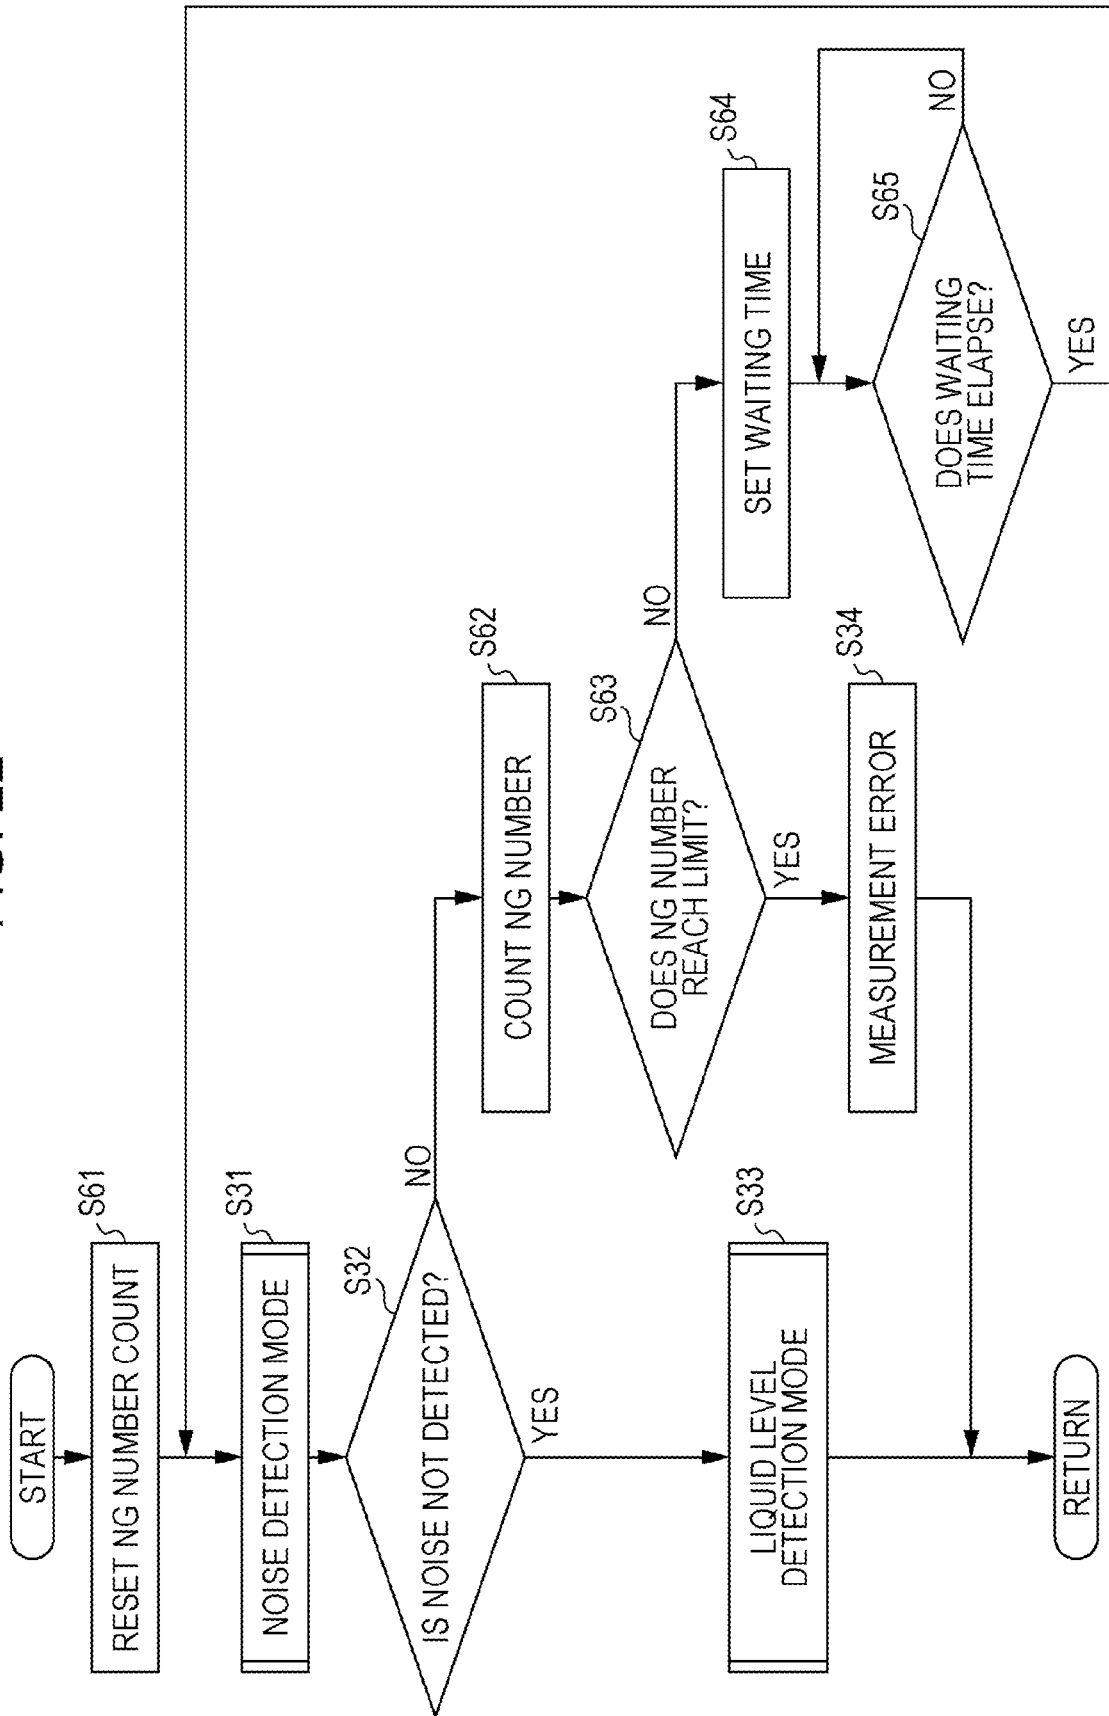 START
RESET NG NUMBER COUNT
S61
NOISE DETECTION MODE
S31
IS NOISE NOT DETECTED?
S32
NO
YES
COUNT NG NUMBER
S62
DOES NG NUMBER
REACH LIMIT?
S63
NO
YES
SET WAITING TIME
S64
DOES WAITING
TIME ELAPSE?
S65
NO
YES
LIQUID LEVEL
DETECTION MODE
S33
MEASUREMENT ERROR
S34
RETURN